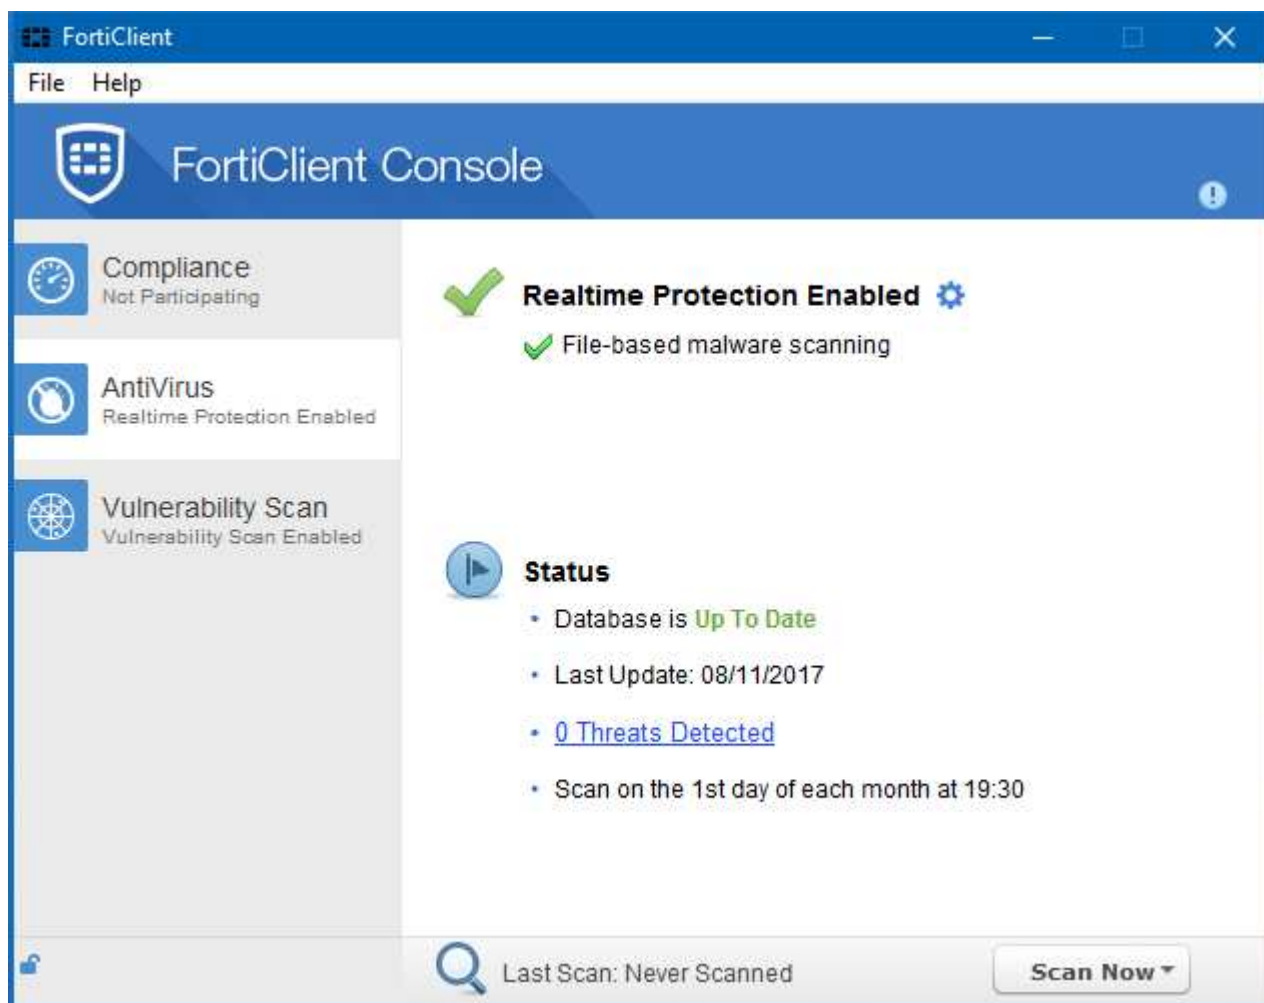 FortiClient
File Help
FortiClient Console
Compliance
Not Participating
AntiVirus
Realtime Protection Enabled
Vulnerability Scan
Vulnerability Scan Enabled
Realtime Protection Enabled
File-based malware scanning
Status
Database is Up To Date
Last Update: 08/11/2017
0 Threats Detected
Scan on the 1st day of each month at 19:30
Last Scan: Never Scanned
Scan Now